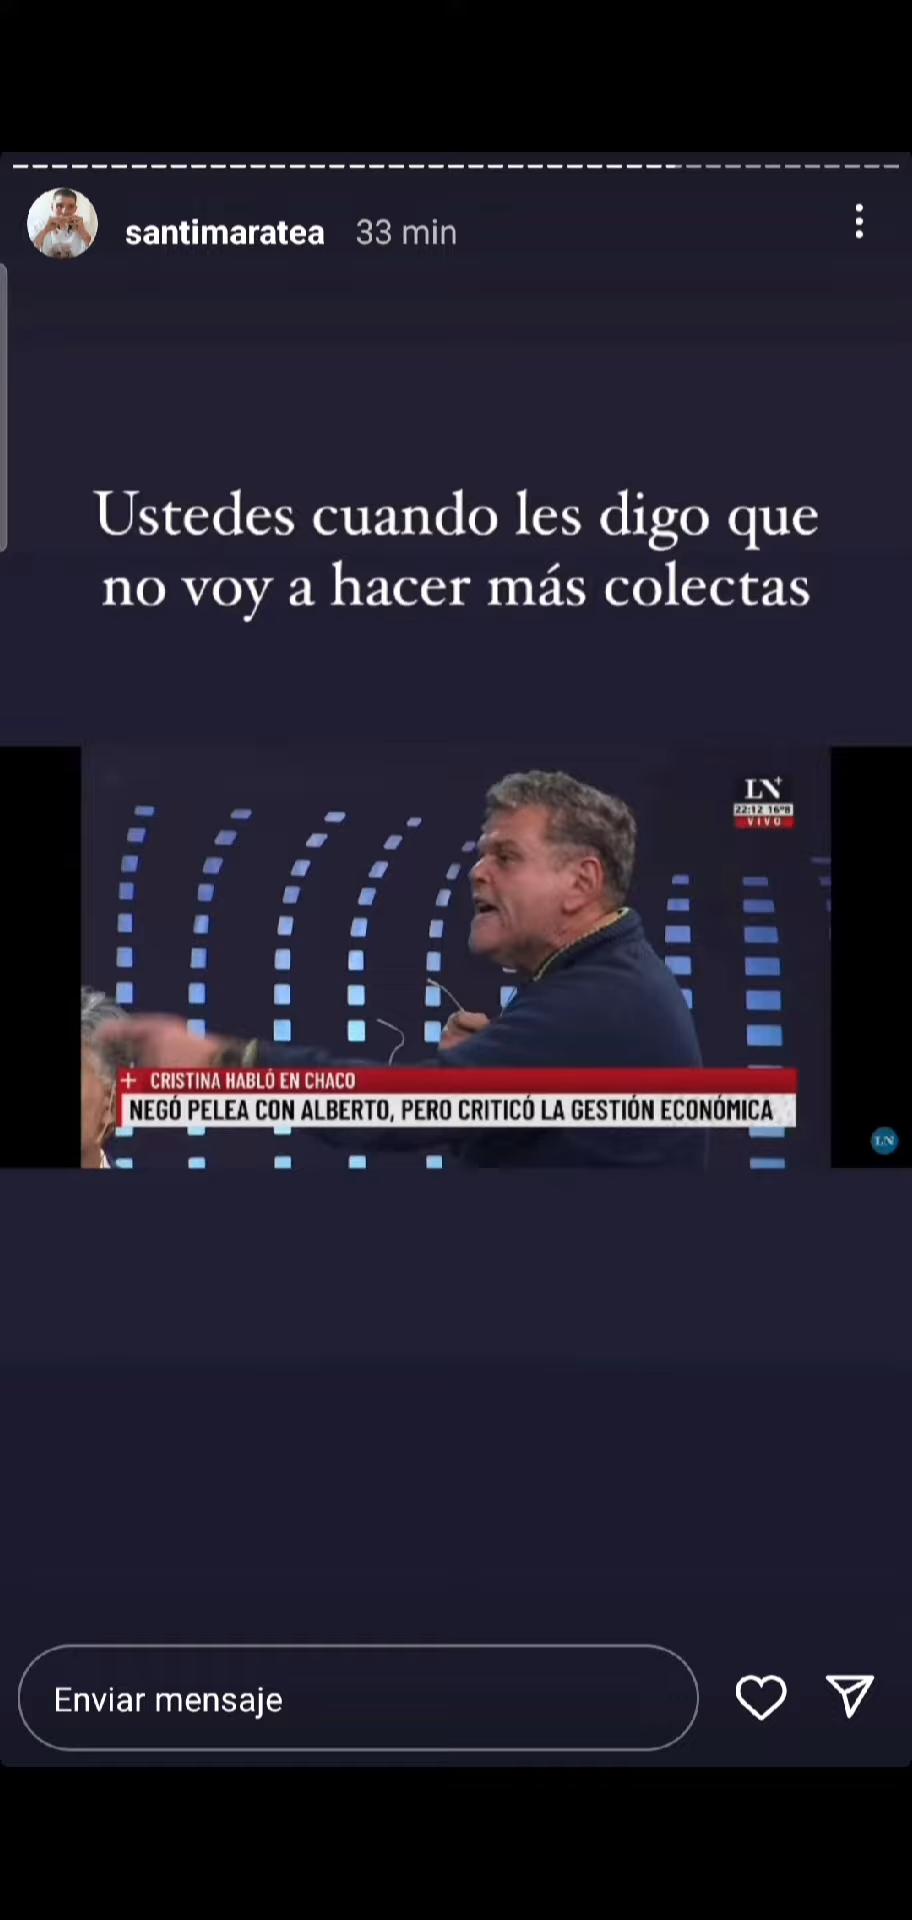 santimaratea 33 min
Ustedes cuando les digo que
no voy a hacer más colectas
LN+
22:12 16°8
VIVO
+ CRISTINA HABLÓ EN CHACO
NEGÓ PELEA CON ALBERTO, PERO CRITICÓ LA GESTIÓN ECONÓMICA
LN
Enviar mensaje